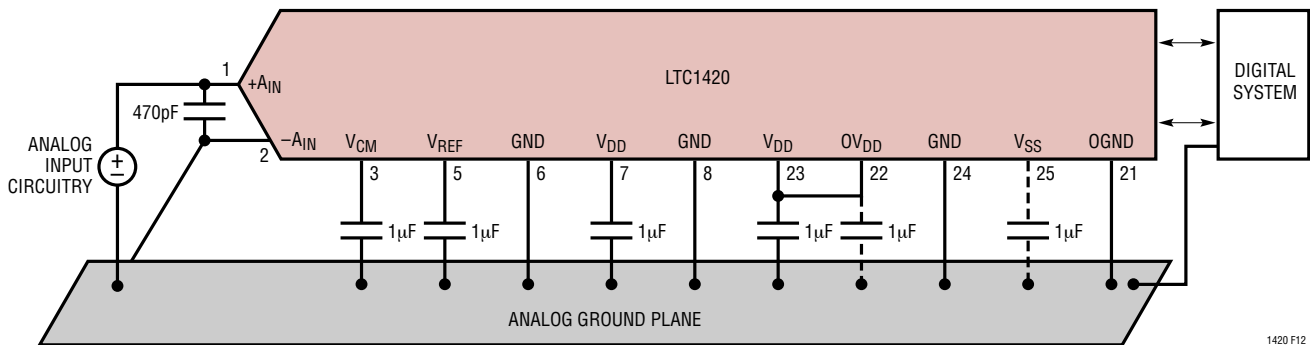 LTC1420
DIGITAL
SYSTEM
1
+AIN
470pF
ANALOG
INPUT
CIRCUITRY
+
–
2
–AIN
VCM VREF GND VDD GND VDD OVDD GND VSS OGND
3 5 6 7 8 23 22 24 25 21
1µF 1µF 1µF 1µF 1µF 1µF
ANALOG GROUND PLANE
1420 F12